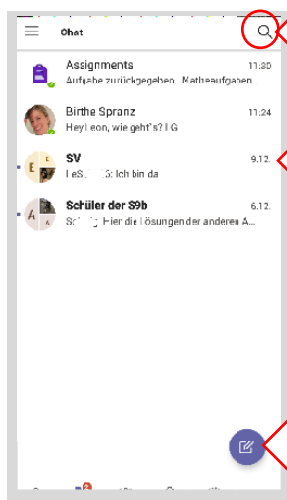 Chat
Assignments 11:30
Aufgabe zurückgegeben Matheaufgaben
Birthe Spranz 11:24
Hey Leon, wie geht's? LG
SV 9.12.
E E
: Ich bin da
Schüler der S9b 6.12.
A A
Hier die Lösungen der anderen A...
2